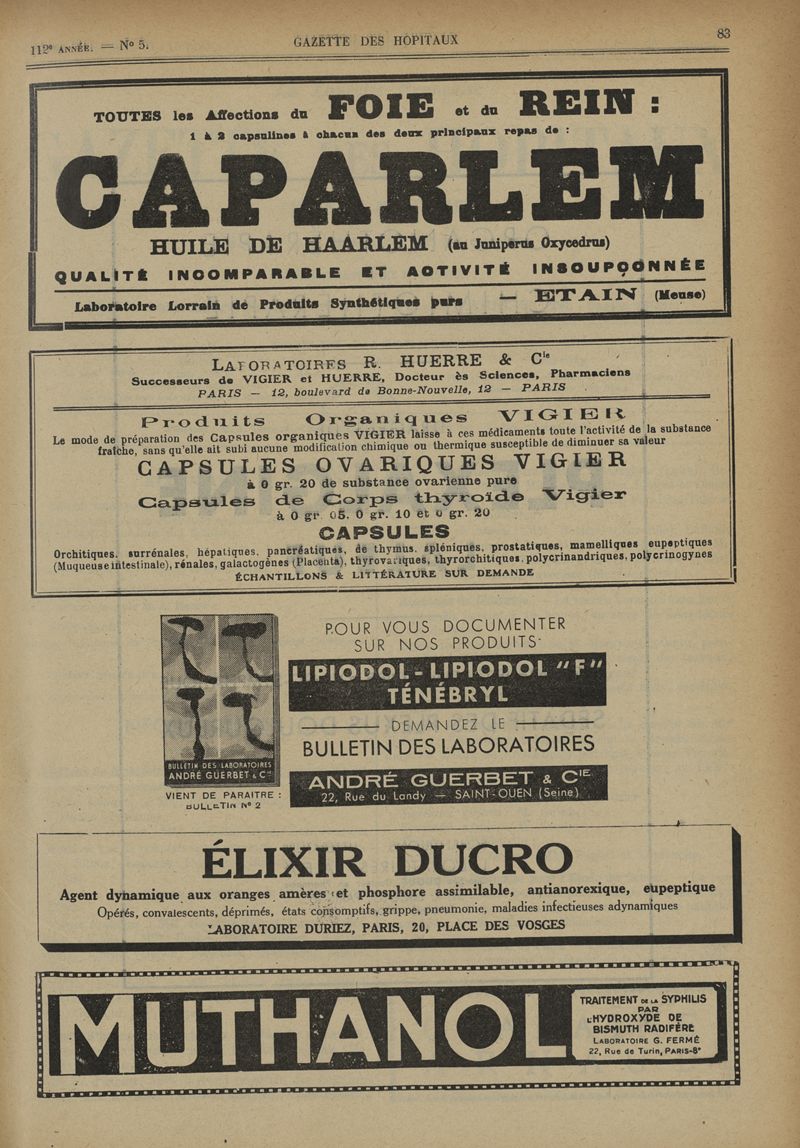 112e ANNÉE. — No 5.
GAZETTE DES HÔPITAUX
83
TOUTES les Affections du FOIE et du REIN :
1 à 2 capsulines à chacun des deux principaux repas de :
CAPARLEM
HUILE DE HAARLEM (au Juniperus Oxycedrus)
QUALITÉ INCOMPARABLE ET ACTIVITÉ INSOUPÇONNÉE
Laboratoire Lorrain de Produits Synthétiques purs — ETAIN (Meuse)
LABORATOIRES R. HUERRE & Cie
Successeurs de VIGIER et HUERRE, Docteur ès Sciences, Pharmaciens
PARIS — 12, boulevard de Bonne-Nouvelle, 12 — PARIS
Produits Organiques VIGIER
Le mode de préparation des Capsules organiques VIGIER laisse à ces médicaments toute l'activité de la substance
fraîche, sans qu'elle ait subi aucune modification chimique ou thermique susceptible de diminuer sa valeur
CAPSULES OVARIQUES VIGIER
à 0 gr. 20 de substance ovarienne pure
Capsules de Corps thyroïde Vigier
à 0 gr. 05. 0 gr. 10 et 0 gr. 20
CAPSULES
Orchitiques, surrénales, hépatiques, pancréatiques, de thymus, spléniques, prostatiques, mamelliques eupeptiques
(Muqueuse intestinale), rénales, galactogènes (Placenta), thyrovariques, thyrorchitiques, polycrinandriques, polycrinogynes
ÉCHANTILLONS & LITTÉRATURE SUR DEMANDE
POUR VOUS DOCUMENTER
SUR NOS PRODUITS
LIPIODOL - LIPIODOL "F"
TÉNÉBRYL
DEMANDEZ LE
BULLETIN DES LABORATOIRES
ANDRÉ GUERBET & CIE
22, Rue du Landy — SAINT-OUEN (Seine)
BULLETIN DES LABORATOIRES
ANDRÉ GUERBET & Cie
VIENT DE PARAITRE :
BULLETIN No 2
ÉLIXIR DUCRO
Agent dynamique aux oranges amères et phosphore assimilable, antianorexique, eupeptique
Opérés, convalescents, déprimés, états consomptifs, grippe, pneumonie, maladies infectieuses adynamiques
LABORATOIRE DURIEZ, PARIS, 20, PLACE DES VOSGES
MUTHANOL
TRAITEMENT DE LA SYPHILIS
PAR
L'HYDROXYDE DE
BISMUTH RADIFÈRE
LABORATOIRE G. FERMÉ
22, Rue de Turin, PARIS-8e